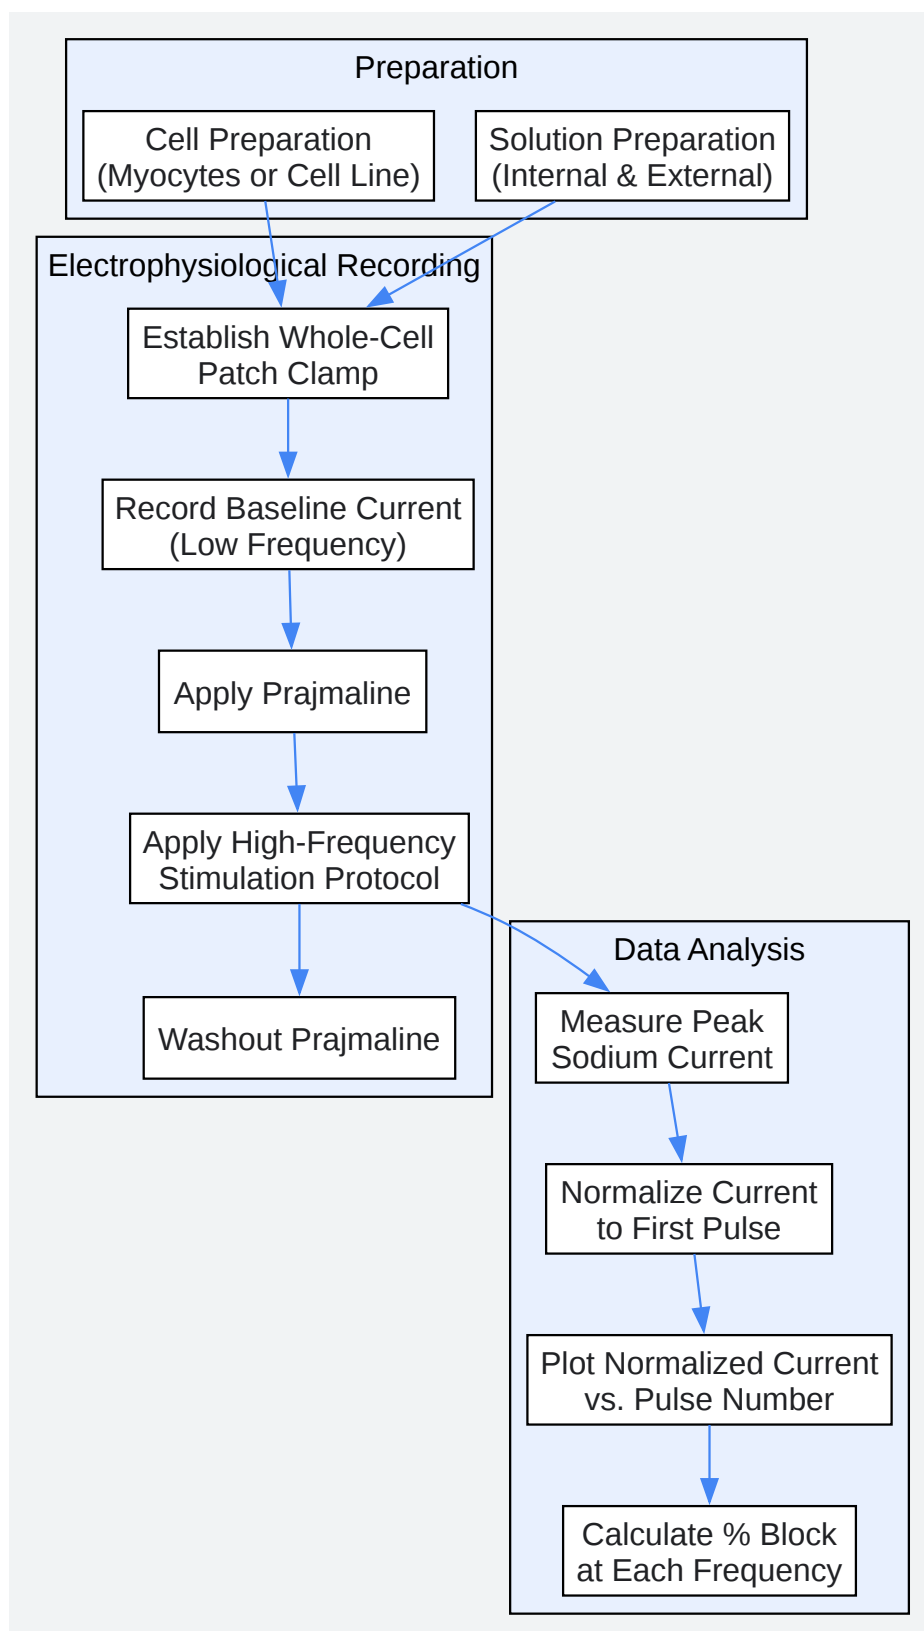 Preparation
Cell Preparation
(Myocytes or Cell Line)
Solution Preparation
(Internal & External)
Electrophysiological Recording
Establish Whole-Cell
Patch Clamp
Record Baseline Current
(Low Frequency)
Apply Prajmaline
Apply High-Frequency
Stimulation Protocol
Washout Prajmaline
Data Analysis
Measure Peak
Sodium Current
Normalize Current
to First Pulse
Plot Normalized Current
vs. Pulse Number
Calculate % Block
at Each Frequency